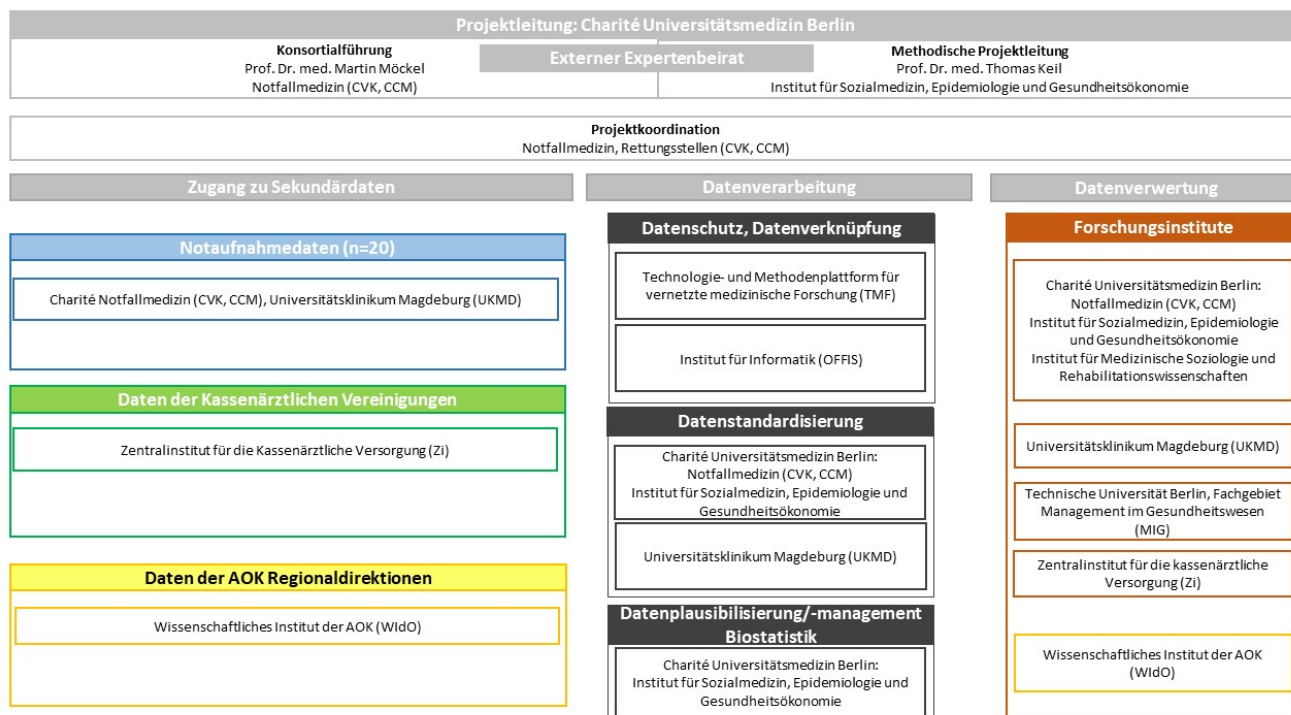 Projektleitung: Charité Universitätsmedizin Berlin
Konsortialführung
Prof. Dr. med. Martin Möckel
Notfallmedizin (CVK, CCM)
Externer Expertenbeirat
Methodische Projektleitung
Prof. Dr. med. Thomas Keil
Institut für Sozialmedizin, Epidemiologie und Gesundheitsökonomie
Projektkoordination
Notfallmedizin, Rettungsstellen (CVK, CCM)
Zugang zu Sekundärdaten
Notaufnahmedaten (n=20)
Charité Notfallmedizin (CVK, CCM), Universitätsklinikum Magdeburg (UKMD)
Daten der Kassenärztlichen Vereinigungen
Zentralinstitut für die Kassenärztliche Versorgung (Zi)
Daten der AOK Regionaldirektionen
Wissenschaftliches Institut der AOK (WIdO)
Datenverarbeitung
Datenschutz, Datenverknüpfung
Technologie- und Methodenplattform für
vernetzte medizinische Forschung (TMF)
Institut für Informatik (OFFIS)
Datenstandardisierung
Charité Universitätsmedizin Berlin:
Notfallmedizin (CVK, CCM)
Institut für Sozialmedizin, Epidemiologie und
Gesundheitsökonomie
Universitätsklinikum Magdeburg (UKMD)
Datenplausibilisierung/-management
Biostatistik
Charité Universitätsmedizin Berlin:
Institut für Sozialmedizin, Epidemiologie und
Gesundheitsökonomie
Datenverwertung
Forschungsinstitute
Charité Universitätsmedizin Berlin:
Notfallmedizin (CVK, CCM)
Institut für Sozialmedizin, Epidemiologie
und Gesundheitsökonomie
Institut für Medizinische Soziologie und
Rehabilitationswissenschaften
Universitätsklinikum Magdeburg (UKMD)
Technische Universität Berlin, Fachgebiet
Management im Gesundheitswesen
(MIG)
Zentralinstitut für die kassenärztliche
Versorgung (Zi)
Wissenschaftliches Institut der AOK
(WIdO)